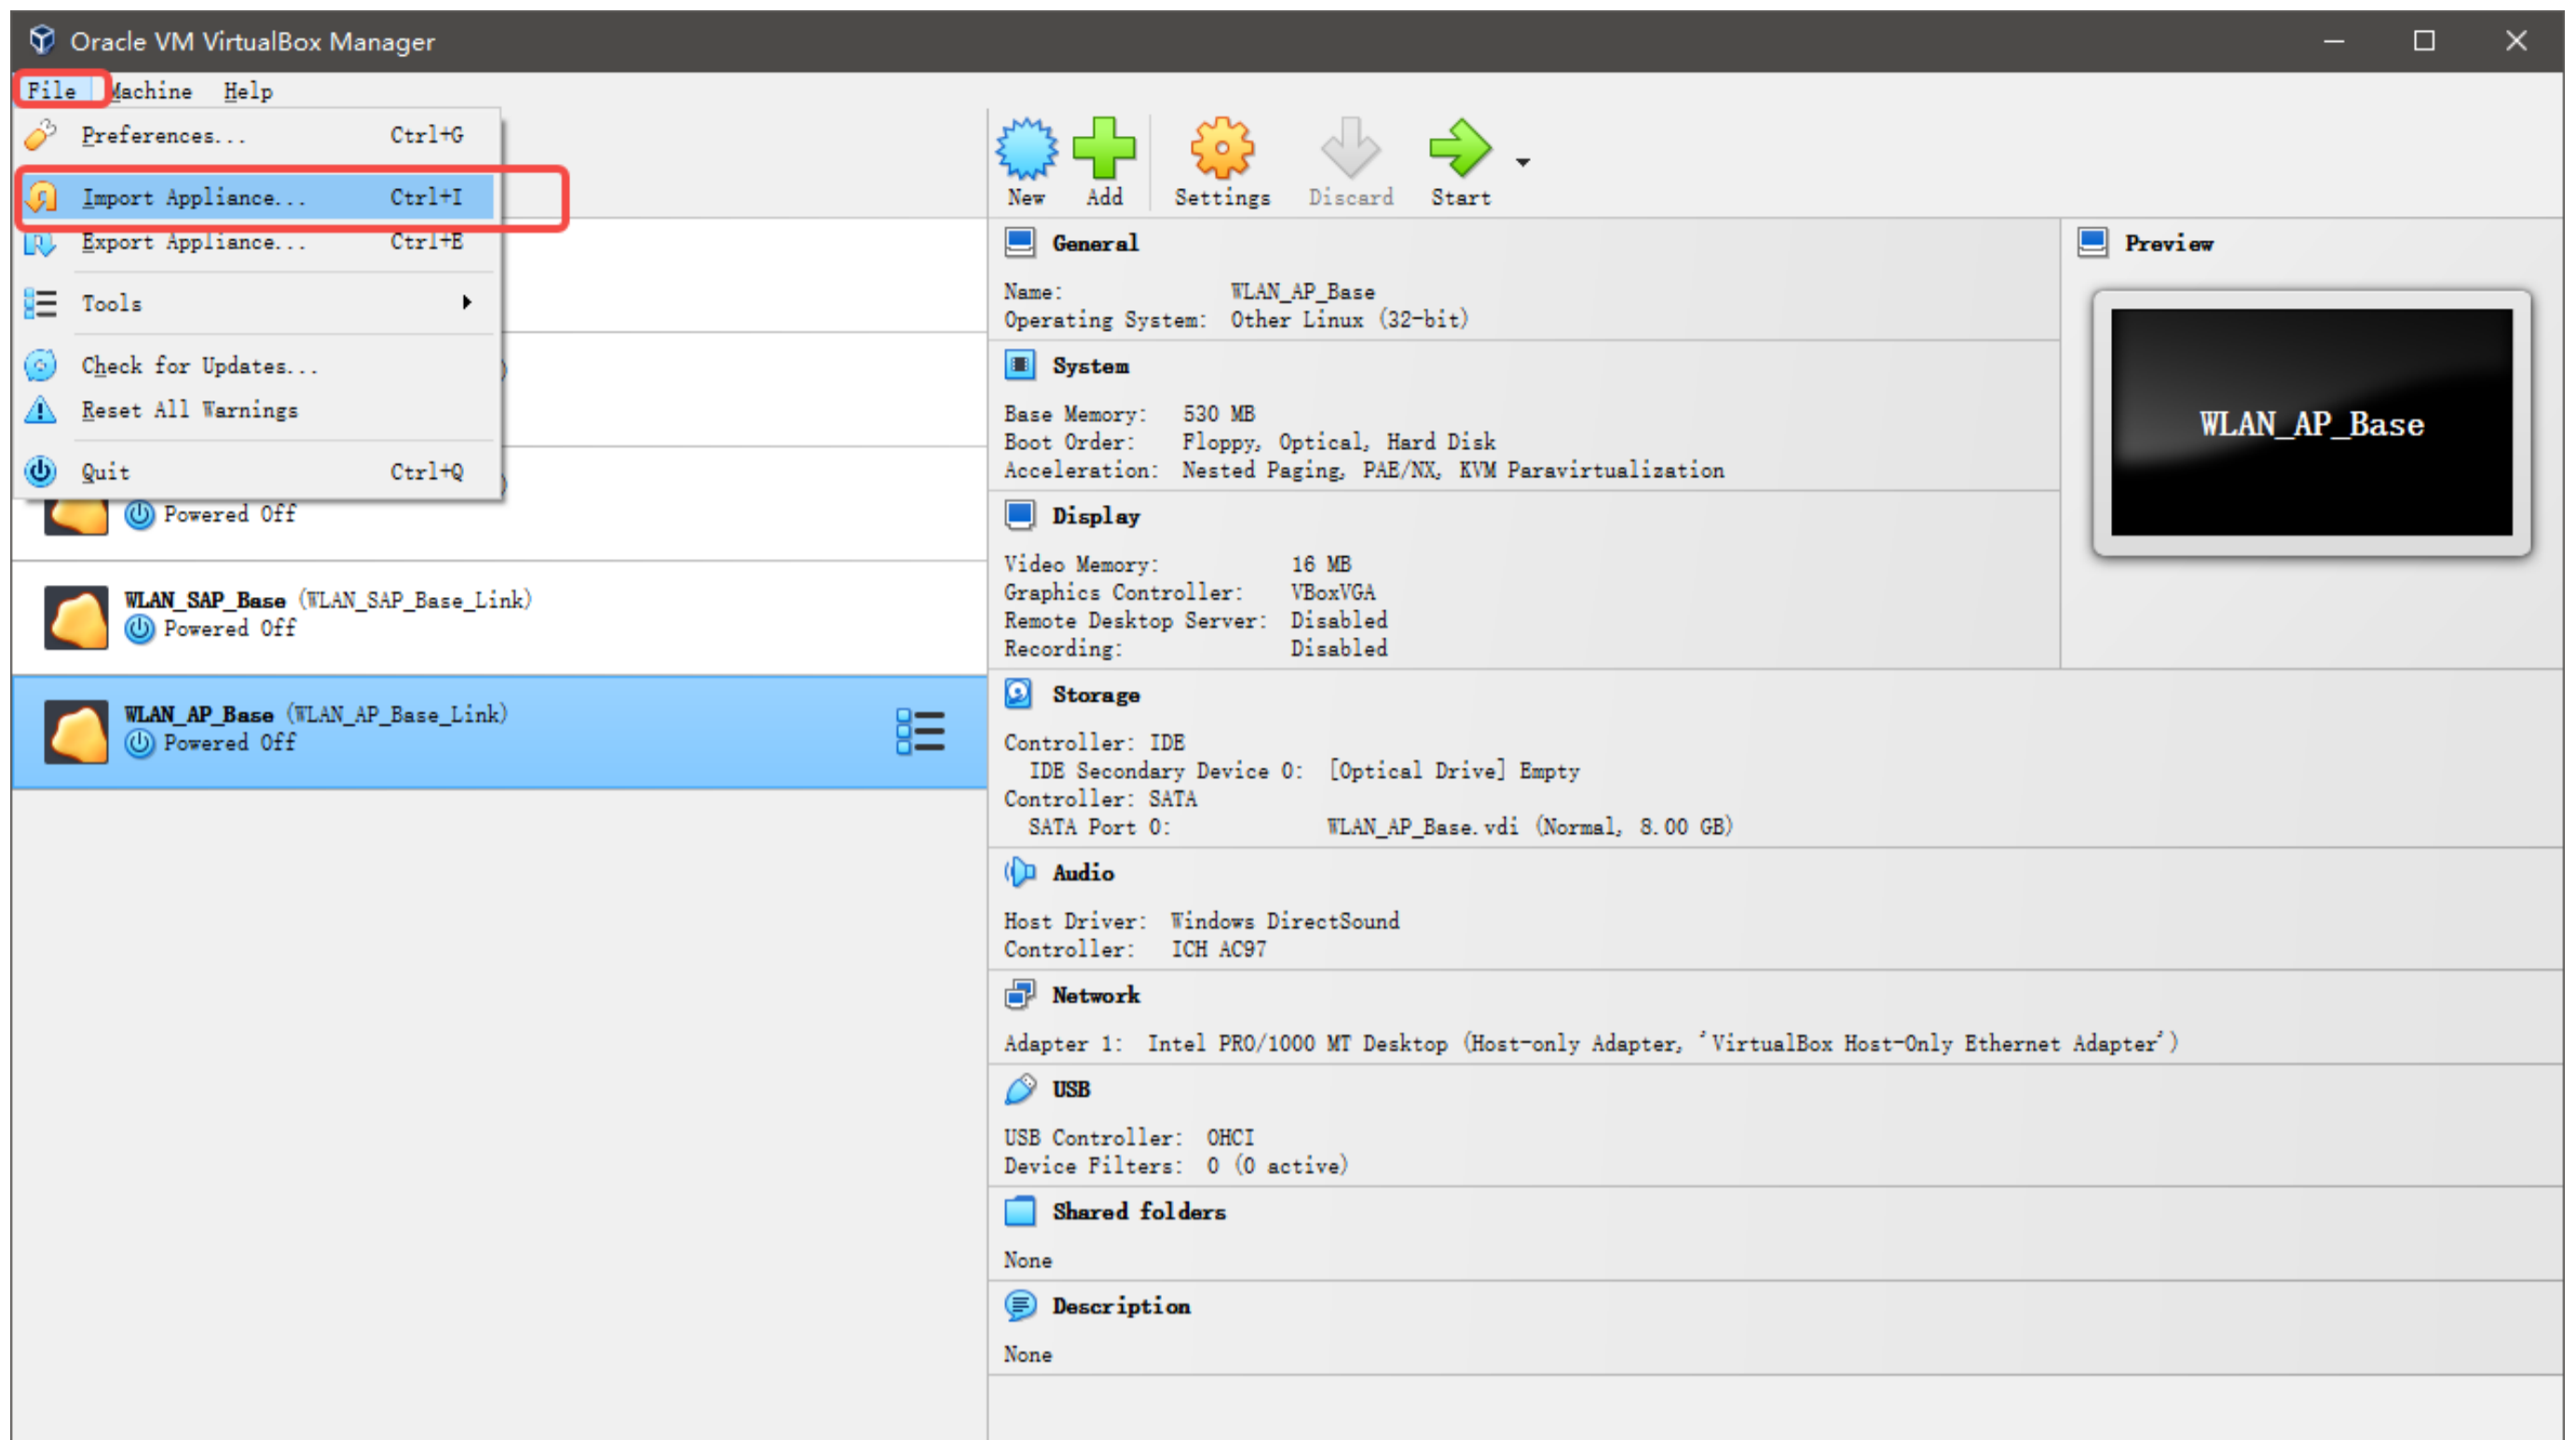 Oracle VM VirtualBox Manager
File Machine Help
Preferences... Ctrl+G
Import Appliance... Ctrl+I
Export Appliance... Ctrl+E
Tools
Check for Updates...
Reset All Warnings
Quit Ctrl+Q
)
)
Powered Off
WLAN_SAP_Base (WLAN_SAP_Base_Link)
Powered Off
WLAN_AP_Base (WLAN_AP_Base_Link)
Powered Off
New Add Settings Discard Start
General
Name: WLAN_AP_Base
Operating System: Other Linux (32-bit)
System
Base Memory: 530 MB
Boot Order: Floppy, Optical, Hard Disk
Acceleration: Nested Paging, PAE/NX, KVM Paravirtualization
Display
Video Memory: 16 MB
Graphics Controller: VBoxVGA
Remote Desktop Server: Disabled
Recording: Disabled
Preview
WLAN_AP_Base
Storage
Controller: IDE
IDE Secondary Device 0: [Optical Drive] Empty
Controller: SATA
SATA Port 0: WLAN_AP_Base.vdi (Normal, 8.00 GB)
Audio
Host Driver: Windows DirectSound
Controller: ICH AC97
Network
Adapter 1: Intel PRO/1000 MT Desktop (Host-only Adapter, 'VirtualBox Host-Only Ethernet Adapter')
USB
USB Controller: OHCI
Device Filters: 0 (0 active)
Shared folders
None
Description
None